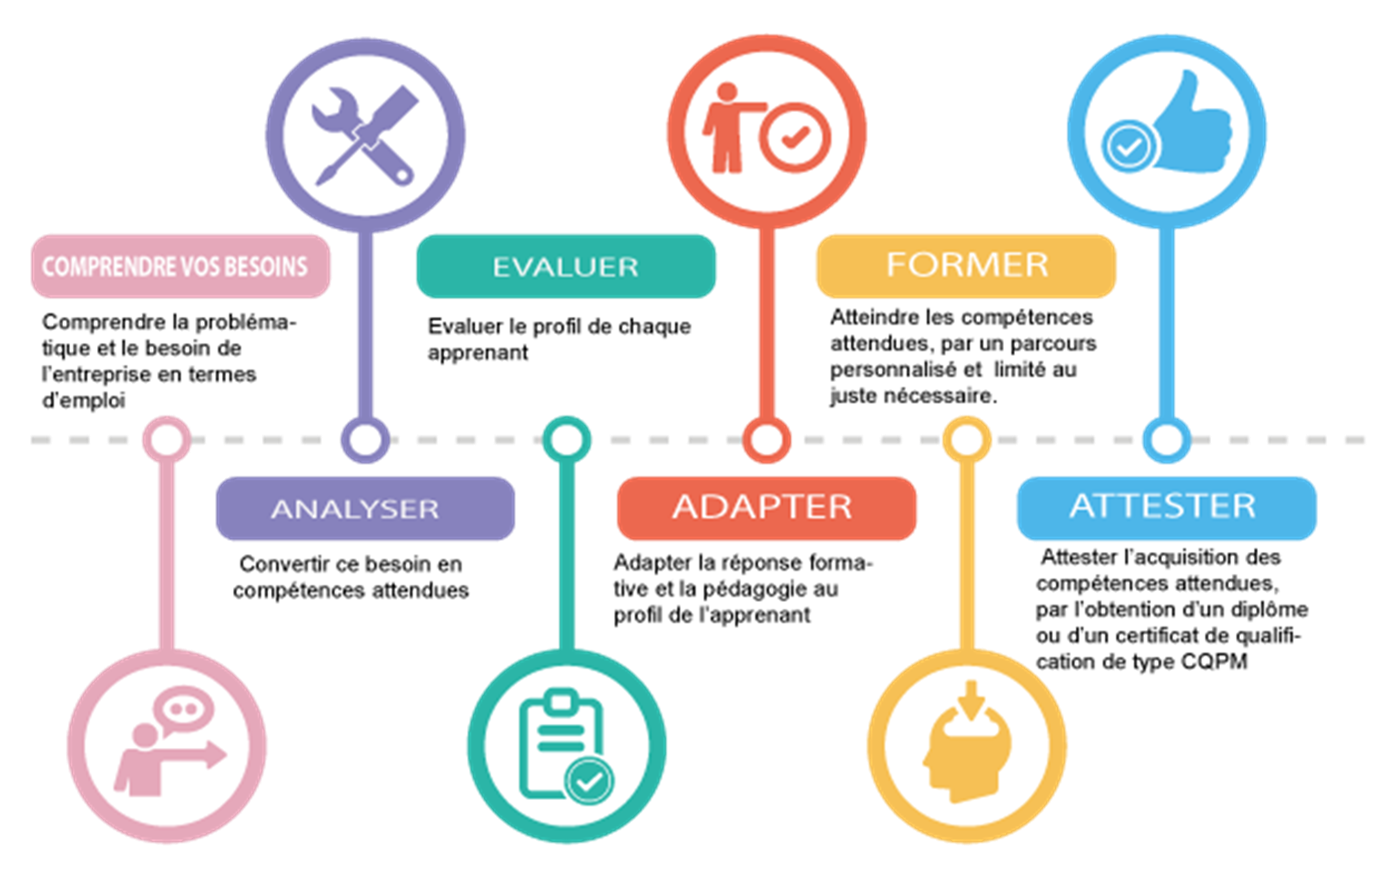 COMPRENDRE VOS BESOINS
Comprendre la probléma-
tique et le besoin de
l'entreprise en termes
d'emploi
ANALYSER
Convertir ce besoin en
compétences attendues
EVALUER
Evaluer le profil de chaque
apprenant
ADAPTER
Adapter la réponse forma-
tive et la pédagogie au
profil de l'apprenant
FORMER
Atteindre les compétences
attendues, par un parcours
personnalisé et  limité au
juste nécessaire.
ATTESTER
Attester l'acquisition des
compétences attendues,
par l'obtention d'un diplôme
ou d'un certificat de qualifi-
cation de type CQPM